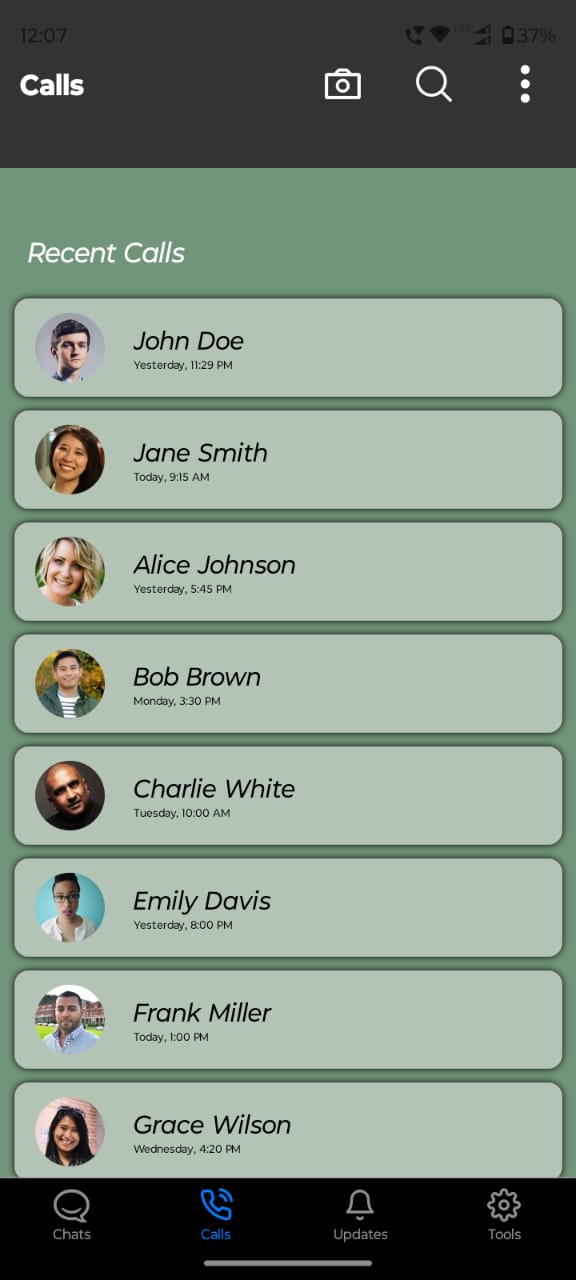 12:07 LTE 37%
Calls
Recent Calls
John Doe
Yesterday, 11:29 PM
Jane Smith
Today, 9:15 AM
Alice Johnson
Yesterday, 5:45 PM
Bob Brown
Monday, 3:30 PM
Charlie White
Tuesday, 10:00 AM
Emily Davis
Yesterday, 8:00 PM
Frank Miller
Today, 1:00 PM
Grace Wilson
Wednesday, 4:20 PM
Chats Calls Updates Tools